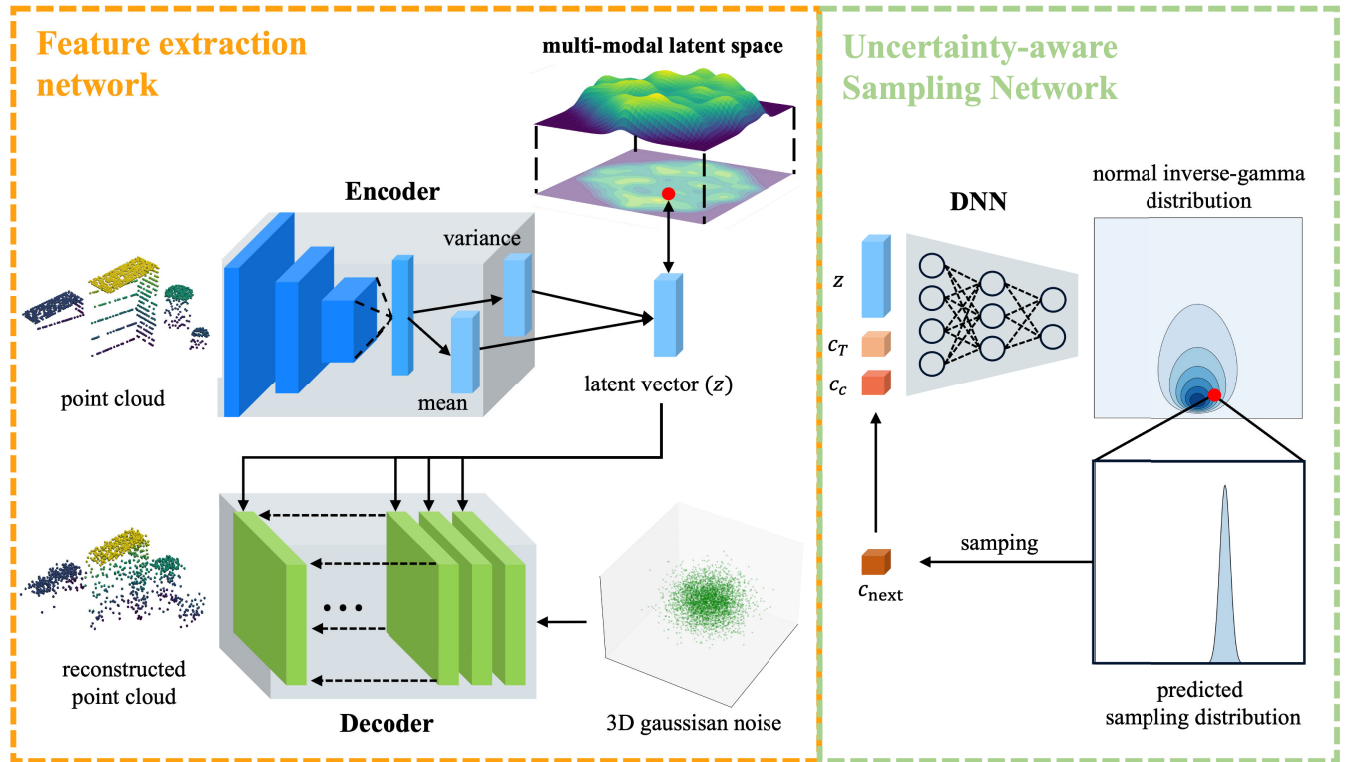 Feature extraction
network
multi-modal latent space
Encoder
variance
mean
point cloud
latent vector (z)
reconstructed
point cloud
Decoder
3D gaussisan noise
Uncertainty-aware
Sampling Network
DNN
normal inverse-gamma
distribution
z
c_T
c_c
samping
c_next
predicted
sampling distribution